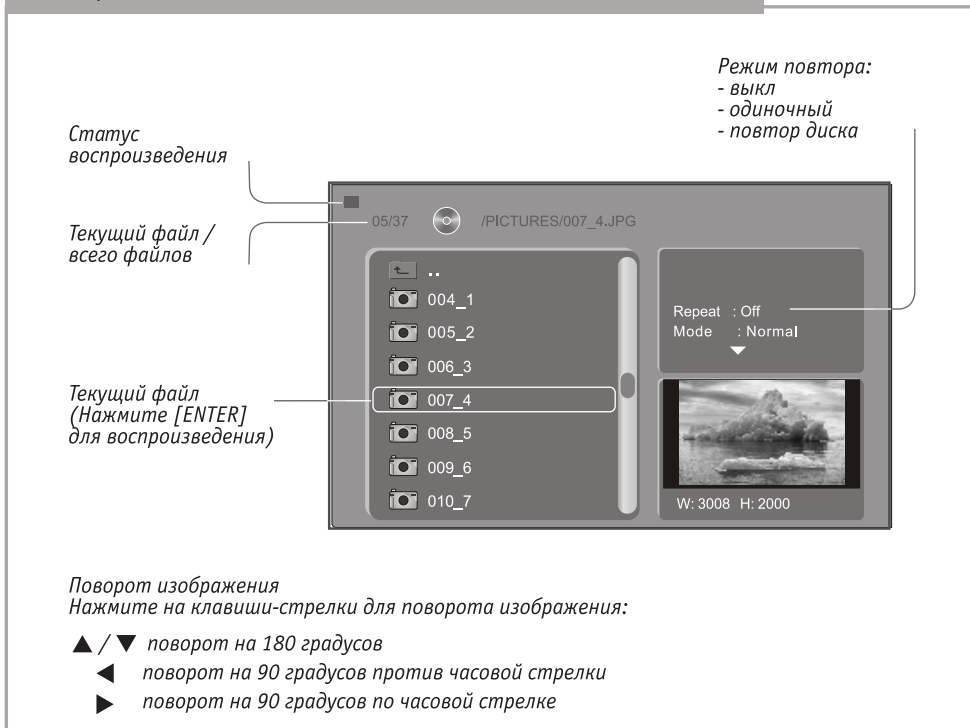 Режим повтора:
- выкл
- одиночный
- повтор диска
Статус
воспроизведения
Текущий файл /
всего файлов
05/37 /PICTURES/007_4.JPG
..
004_1
005_2
006_3
007_4
008_5
009_6
010_7
Repeat : Off
Mode : Normal
W: 3008 H: 2000
Текущий файл
(Нажмите [ENTER]
для воспроизведения)
Поворот изображения
Нажмите на клавиши-стрелки для поворота изображения:
▲ / ▼ поворот на 180 градусов
◀ поворот на 90 градусов против часовой стрелки
▶ поворот на 90 градусов по часовой стрелке